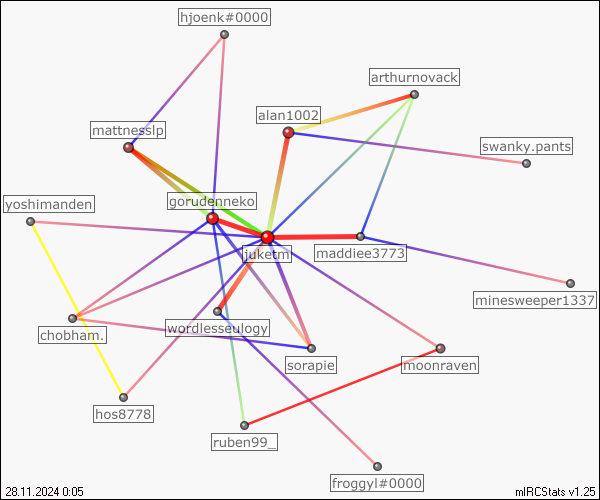 hjoenk#0000
arthurnovack
alan1002
mattnesslp
swanky.pants
gorudenneko
yoshimanden
juketm
maddiee3773
minesweeper1337
wordlesseulogy
chobham.
sorapie
moonraven
hos8778
ruben99_
froggyl#0000
28.11.2024 0:05
mIRCStats v1.25